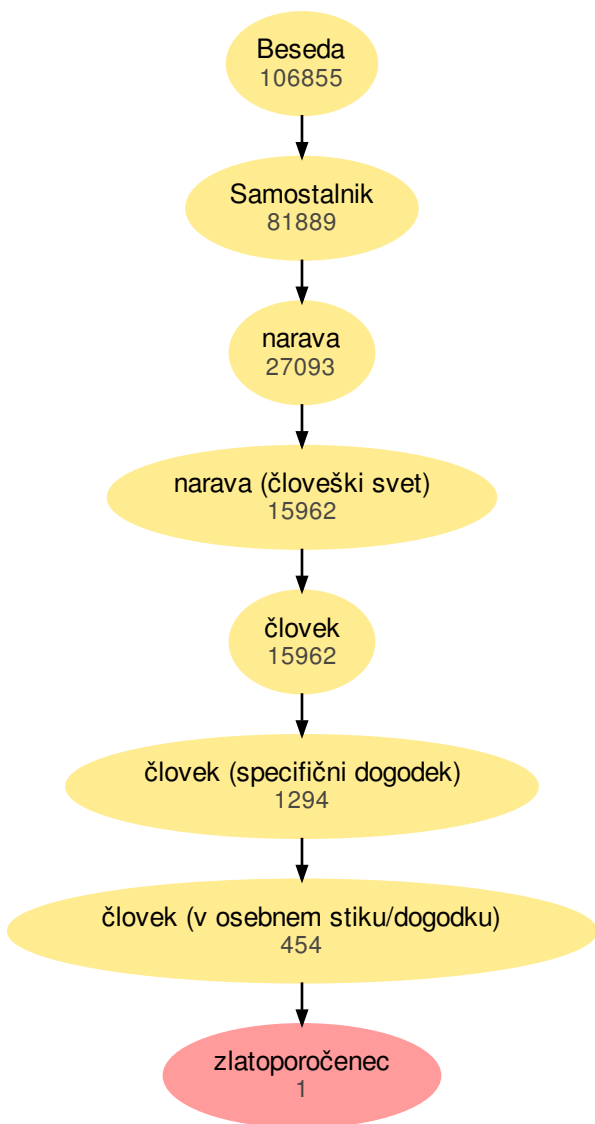 Beseda
106855
Samostalnik
81889
narava
27093
narava (človeški svet)
15962
človek
15962
človek (specifični dogodek)
1294
človek (v osebnem stiku/dogodku)
454
zlatoporočenec
1